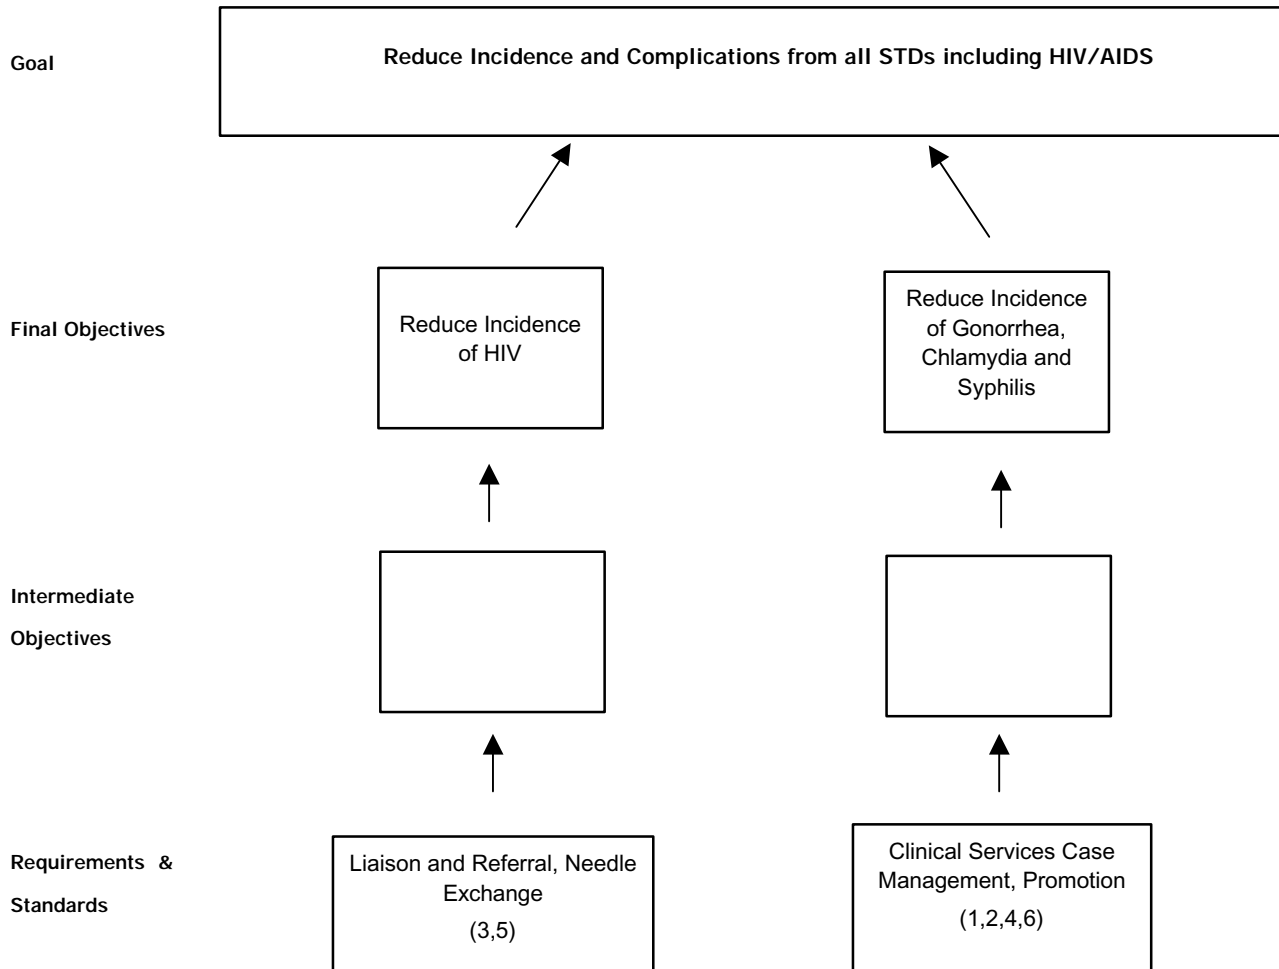 Goal
Reduce Incidence and Complications from all STDs including HIV/AIDS
Final Objectives
Reduce Incidence
of HIV
Reduce Incidence
of Gonorrhea,
Chlamydia and
Syphilis
Intermediate
Objectives
Requirements &
Standards
Liaison and Referral, Needle
Exchange
(3,5)
Clinical Services Case
Management, Promotion
(1,2,4,6)